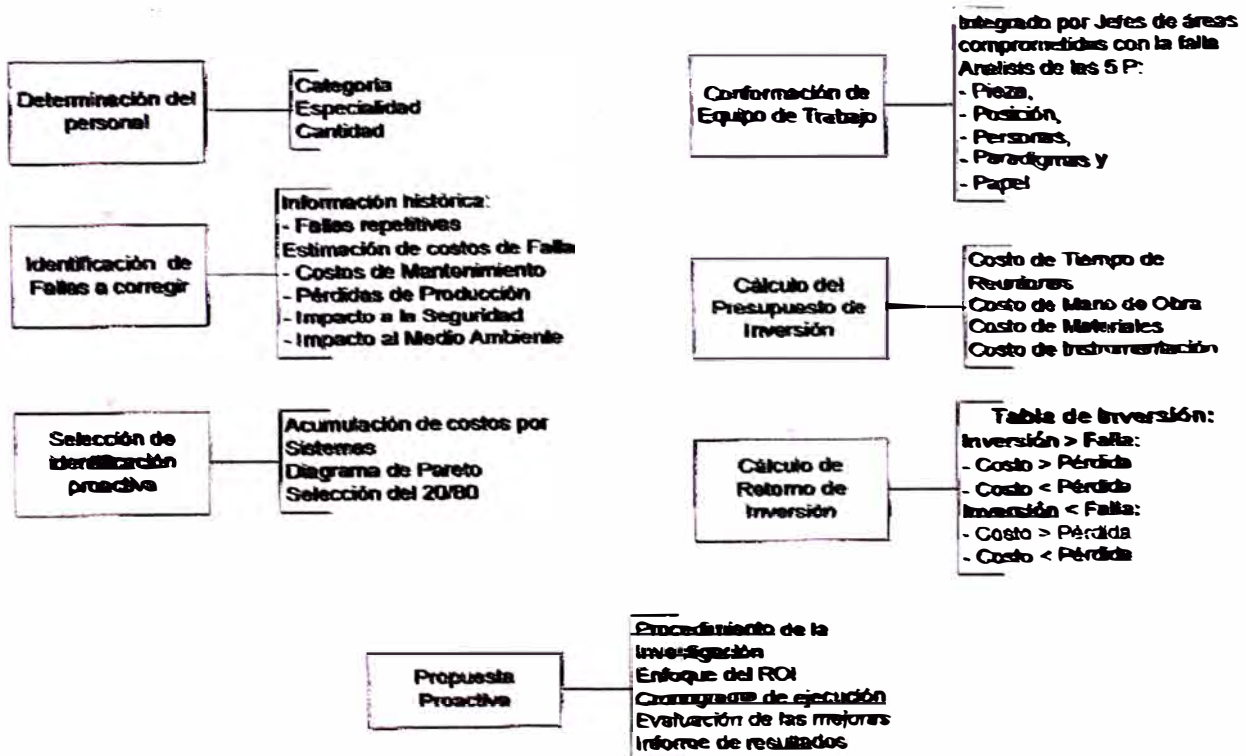 Determinación del
personal
Categoría
Especialidad
Cantidad
Identificación de
Fallas a corregir
Información histórica:
- Fallas repetitivas
Estimación de costos de Falla
- Costos de Mantenimiento
- Pérdidas de Producción
- Impacto a la Seguridad
- Impacto al Medio Ambiente
Selección de
identificación
proactiva
Acumulación de costos por
Sistemas
Diagrama de Pareto
Selección del 20/80
Conformación de
Equipo de Trabajo
Integrado por Jefes de áreas
comprometidas con la falla
Analisis de las 5 P:
- Pieza,
- Posición,
- Personas,
- Paradigmas y
- Papel
Cálculo del
Presupuesto de
Inversión
Costo de Tiempo de
Reuniones
Costo de Mano de Obra
Costo de Materiales
Costo de Instrumentación
Cálculo de
Retorno de
Inversión
Tabla de Inversión:
Inversión > Falla:
- Costo > Pérdida
- Costo < Pérdida
Inversión < Falla:
- Costo > Pérdida
- Costo < Pérdida
Propuesta
Proactiva
Procedimiento de la
Investigación
Enfoque del ROI
Cronograma de ejecución
Evaluación de las mejoras
Informe de resultados